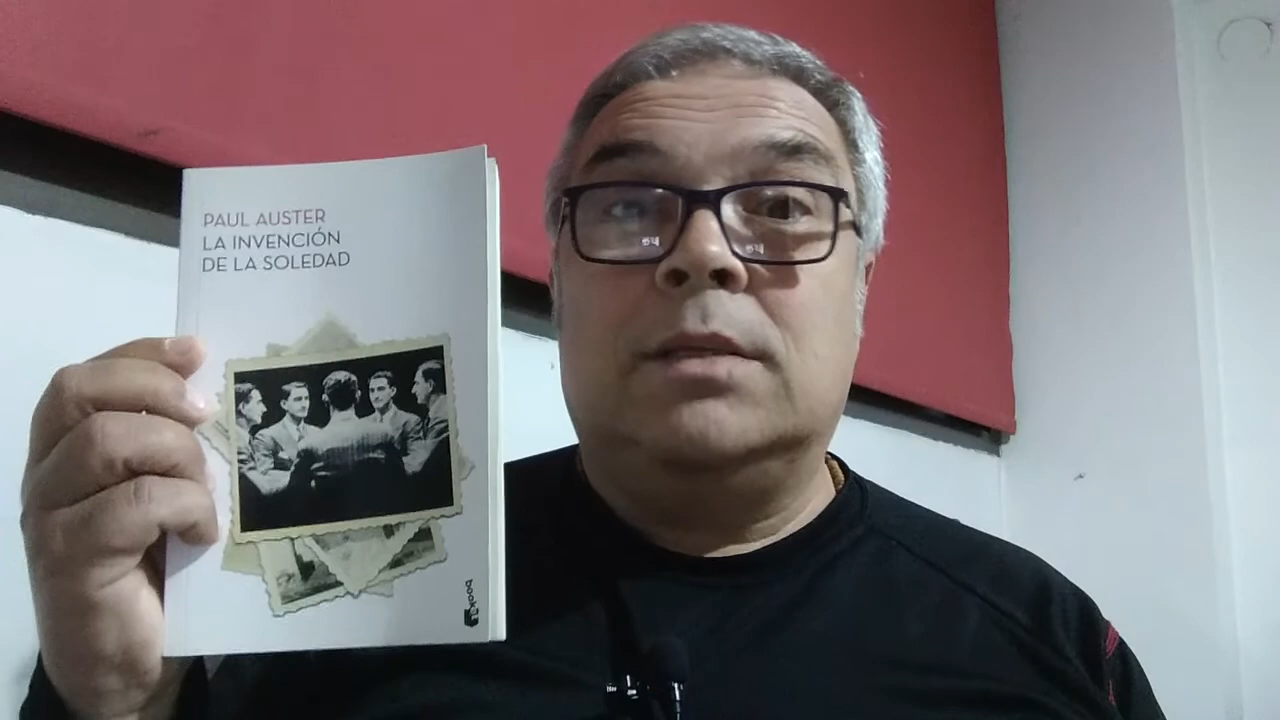 PAUL AUSTER
LA INVENCIÓN
DE LA SOLEDAD
booket